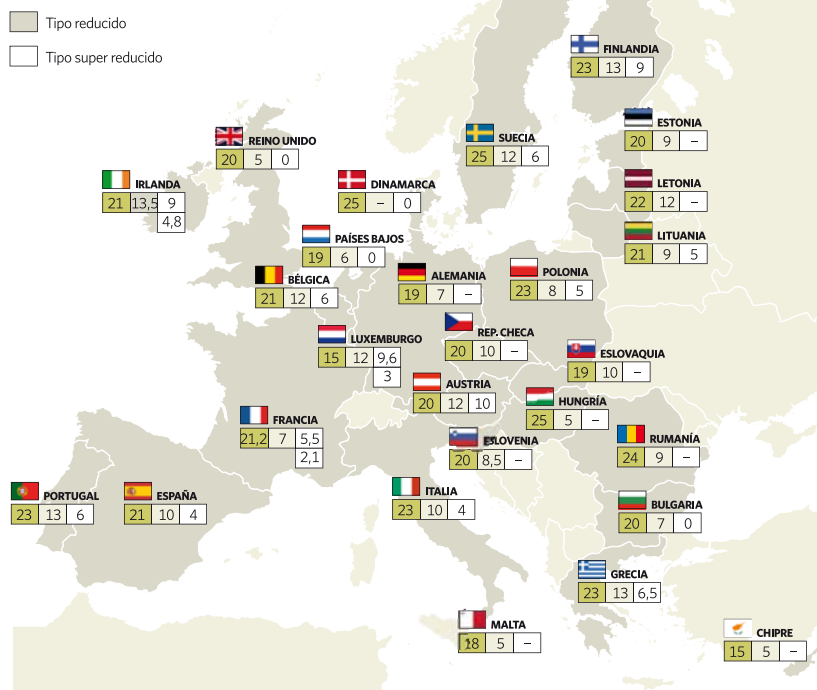 Tipo reducido
Tipo super reducido
FINLANDIA
23 13 9
ESTONIA
20 9 –
REINO UNIDO
20 5 0
SUECIA
25 12 6
IRLANDA
21 13,5 9
4,8
DINAMARCA
25 – 0
LETONIA
22 12 –
LITUANIA
21 9 5
PAÍSES BAJOS
19 6 0
BÉLGICA
21 12 6
ALEMANIA
19 7 –
POLONIA
23 8 5
LUXEMBURGO
15 12 9,6
3
REP. CHECA
20 10 –
ESLOVAQUIA
19 10 –
AUSTRIA
20 12 10
HUNGRÍA
25 5 –
FRANCIA
21,2 7 5,5
2,1
ESLOVENIA
20 8,5 –
RUMANÍA
24 9 –
PORTUGAL
23 13 6
ESPAÑA
21 10 4
ITALIA
23 10 4
BULGARIA
20 7 0
GRECIA
23 13 6,5
MALTA
18 5 –
CHIPRE
15 5 –